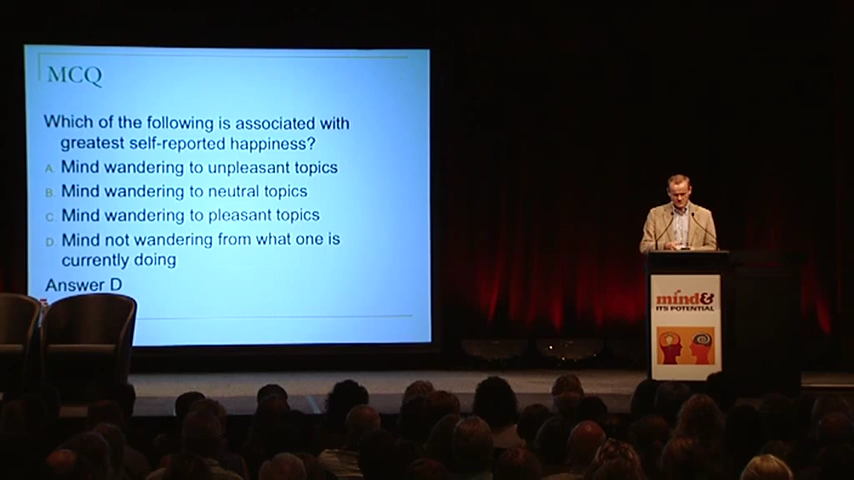 MCQ
Which of the following is associated with
greatest self-reported happiness?
A. Mind wandering to unpleasant topics
B. Mind wandering to neutral topics
C. Mind wandering to pleasant topics
D. Mind not wandering from what one is
currently doing
Answer D
mind&
ITS POTENTIAL